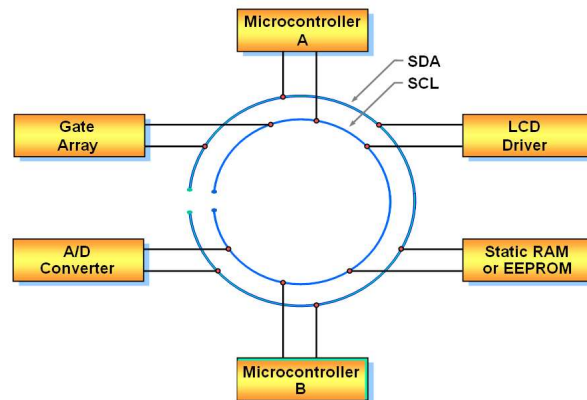 Microcontroller
A
SDA
SCL
Gate
Array
LCD
Driver
A/D
Converter
Static RAM
or EEPROM
Microcontroller
B